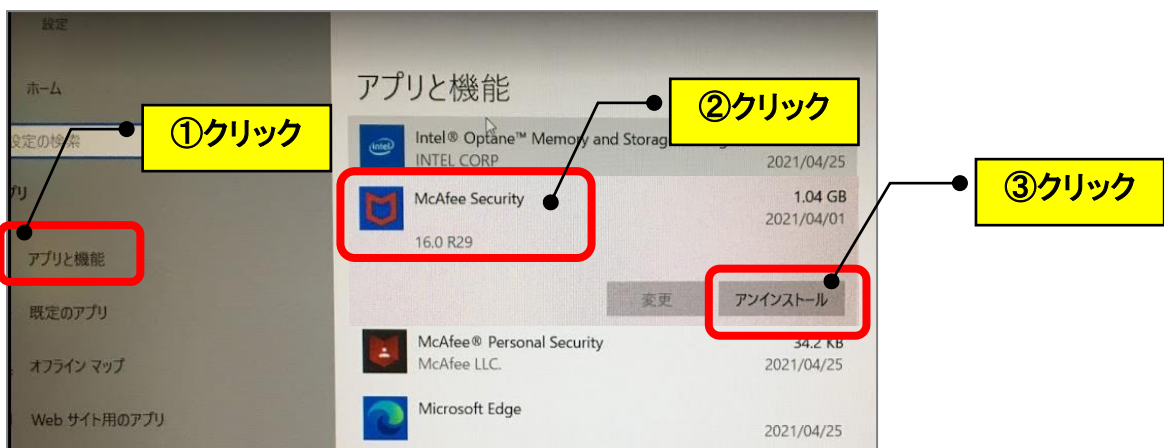 設定
ホーム
設定の検索
アプリと機能
既定のアプリ
オフライン マップ
Web サイト用のアプリ
アプリと機能
intel
Intel® Optane™ Memory and
INTEL CORP
2021/04/25
McAfee Security
1.04 GB
2021/04/01
16.0 R29
変更
アンインストール
McAfee® Personal Security
34.2 KB
McAfee LLC.
2021/04/25
Microsoft Edge
2021/04/25
①クリック
②クリック
③クリック